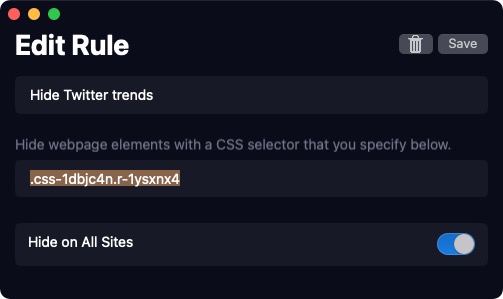 Edit Rule
Save
Hide Twitter trends
Hide webpage elements with a CSS selector that you specify below.
.css-1dbjc4n.r-1ysxnx4
Hide on All Sites